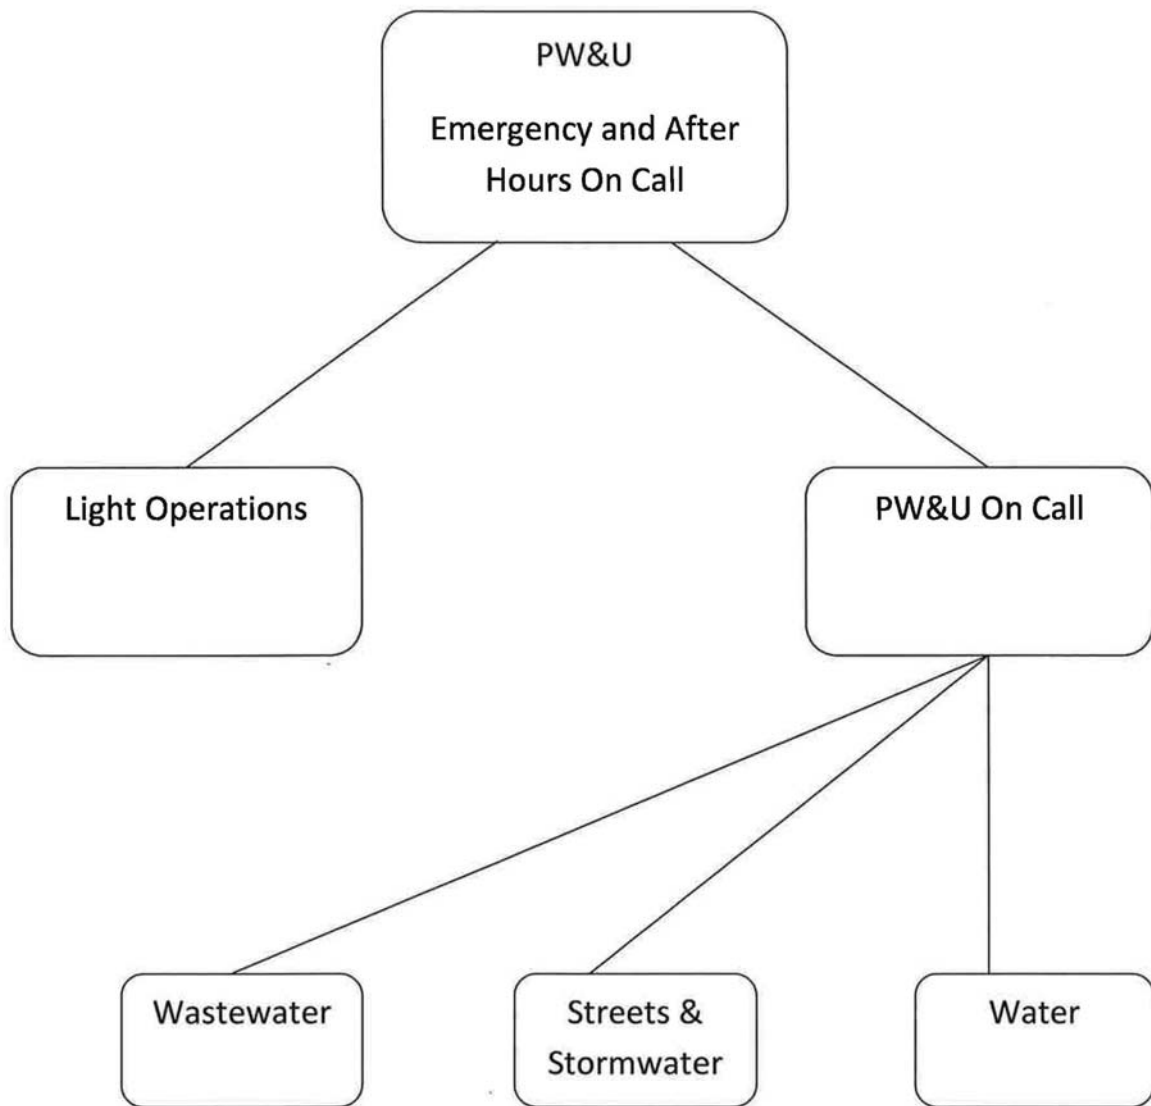 PW&U
Emergency and After
Hours On Call
Light Operations
PW&U On Call
Wastewater
Streets &
Stormwater
Water